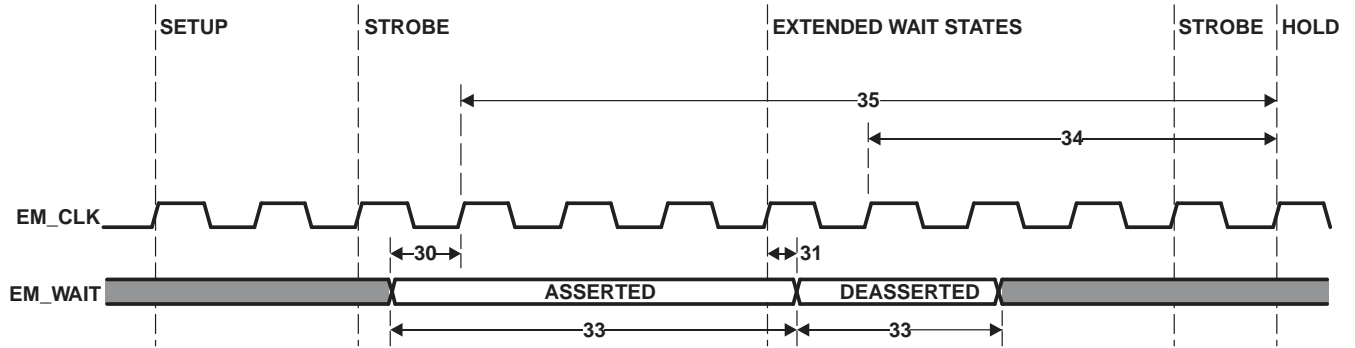 SETUP STROBE EXTENDED WAIT STATES STROBE HOLD
35
34
EM_CLK
30 31
EM_WAIT ASSERTED DEASSERTED
33 33